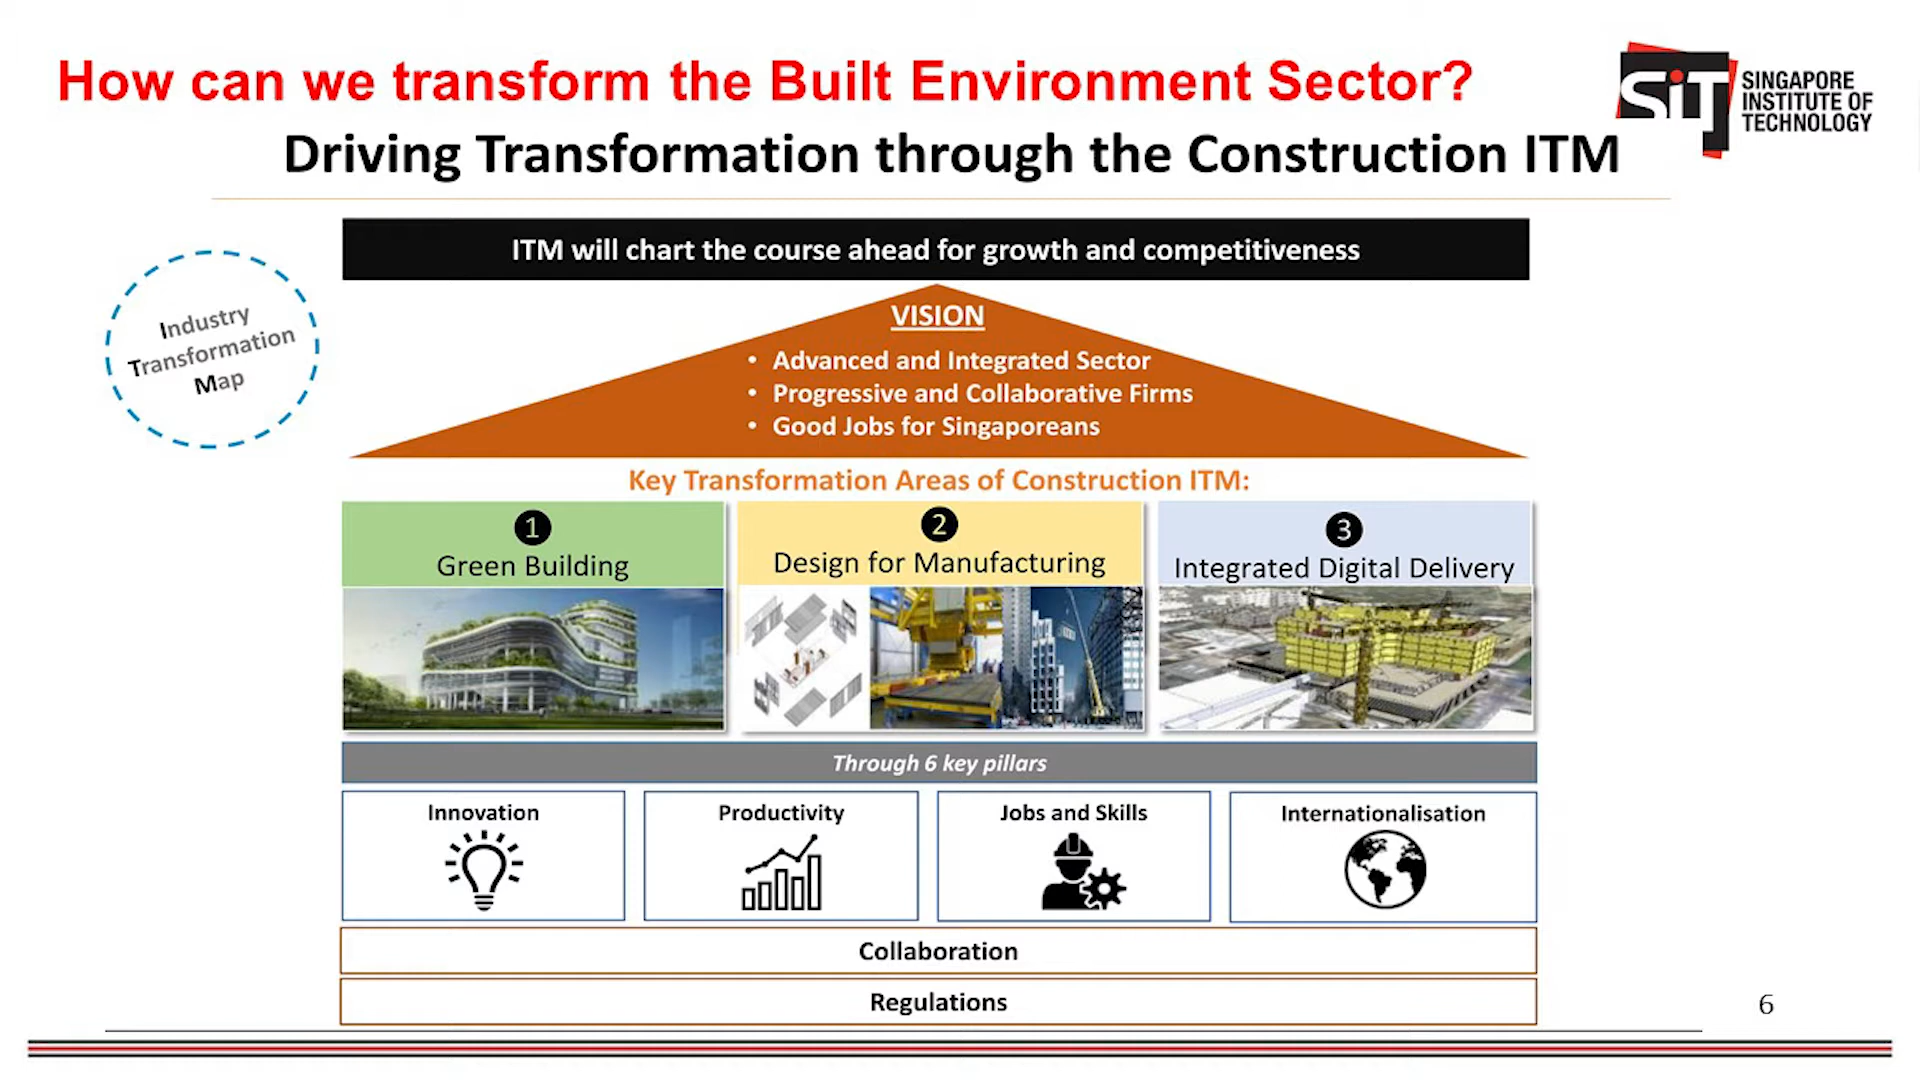 How can we transform the Built Environment Sector?
SiT
SINGAPORE
INSTITUTE OF
TECHNOLOGY
Driving Transformation through the Construction ITM
ITM will chart the course ahead for growth and competitiveness
Industry
Transformation
Map
VISION
• Advanced and Integrated Sector
• Progressive and Collaborative Firms
• Good Jobs for Singaporeans
Key Transformation Areas of Construction ITM:
1
Green Building
2
Design for Manufacturing
3
Integrated Digital Delivery
Through 6 key pillars
Innovation
Productivity
Jobs and Skills
Internationalisation
Collaboration
Regulations
6